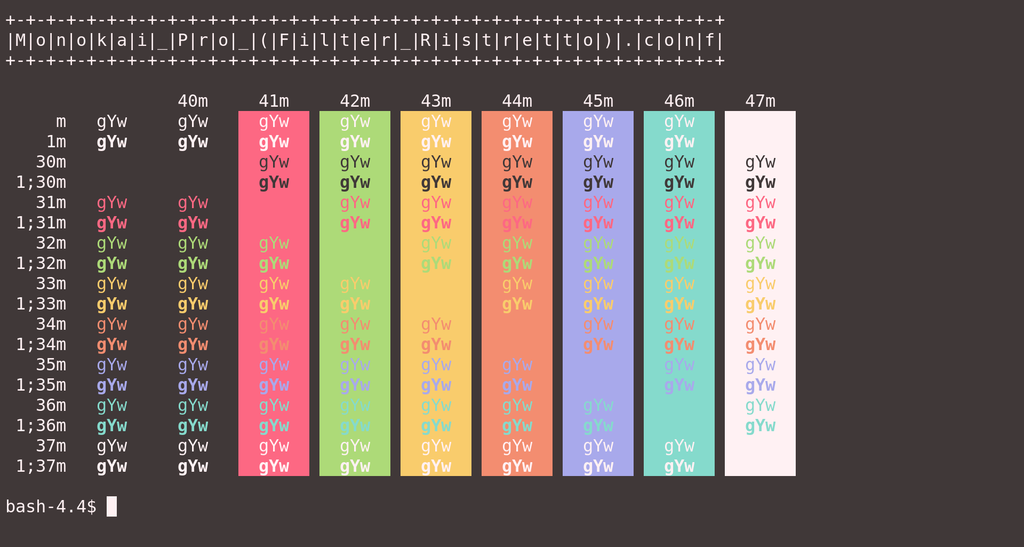 +-+-+-+-+-+-+-+-+-+-+-+-+-+-+-+-+-+-+-+-+-+-+-+-+-+-+-+-+-+-+-+-+-+-+-+
|M|o|n|o|k|a|i|_|P|r|o|_|(|F|i|l|t|e|r|_|R|i|s|t|r|e|t|t|o|)|.|c|o|n|f|
+-+-+-+-+-+-+-+-+-+-+-+-+-+-+-+-+-+-+-+-+-+-+-+-+-+-+-+-+-+-+-+-+-+-+-+
40m 41m 42m 43m 44m 45m 46m 47m
m gYw gYw gYw gYw gYw gYw gYw gYw
1m gYw gYw gYw gYw gYw gYw gYw gYw
30m gYw gYw gYw gYw gYw gYw gYw
1;30m gYw gYw gYw gYw gYw gYw gYw
31m gYw gYw gYw gYw gYw gYw gYw gYw
1;31m gYw gYw gYw gYw gYw gYw gYw gYw
32m gYw gYw gYw gYw gYw gYw gYw gYw
1;32m gYw gYw gYw gYw gYw gYw gYw gYw
33m gYw gYw gYw gYw gYw gYw gYw gYw
1;33m gYw gYw gYw gYw gYw gYw gYw gYw
34m gYw gYw gYw gYw gYw gYw gYw gYw
1;34m gYw gYw gYw gYw gYw gYw gYw gYw
35m gYw gYw gYw gYw gYw gYw gYw gYw
1;35m gYw gYw gYw gYw gYw gYw gYw gYw
36m gYw gYw gYw gYw gYw gYw gYw gYw
1;36m gYw gYw gYw gYw gYw gYw gYw gYw
37m gYw gYw gYw gYw gYw gYw gYw gYw
1;37m gYw gYw gYw gYw gYw gYw gYw gYw
bash-4.4$